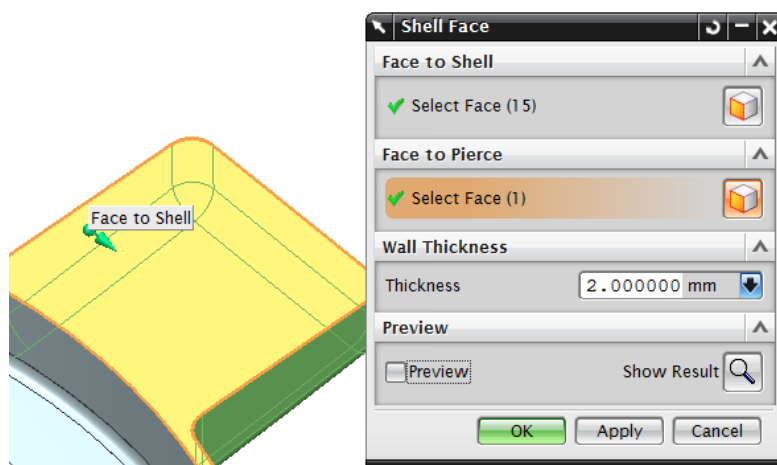 Shell Face
Face to Shell
Select Face (15)
Face to Pierce
Select Face (1)
Wall Thickness
Thickness 2.000000 mm
Preview
Preview Show Result
OK Apply Cancel
Face to Shell